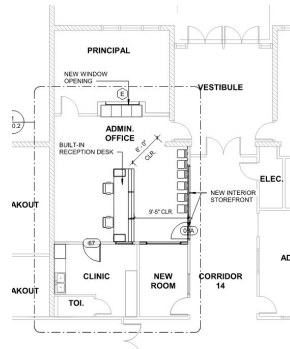 PRINCIPAL
NEW WINDOW
OPENING
E
VESTIBULE
0.2
ADMIN.
OFFICE
6'- 0"
CLR.
BUILT-IN
RECEPTION DESK
ELEC.
NEW INTERIOR
STOREFRONT
9'-5" CLR.
AKOUT
67
CLINIC
NEW
ROOM
CORRIDOR
14
AD
AKOUT
TOI.